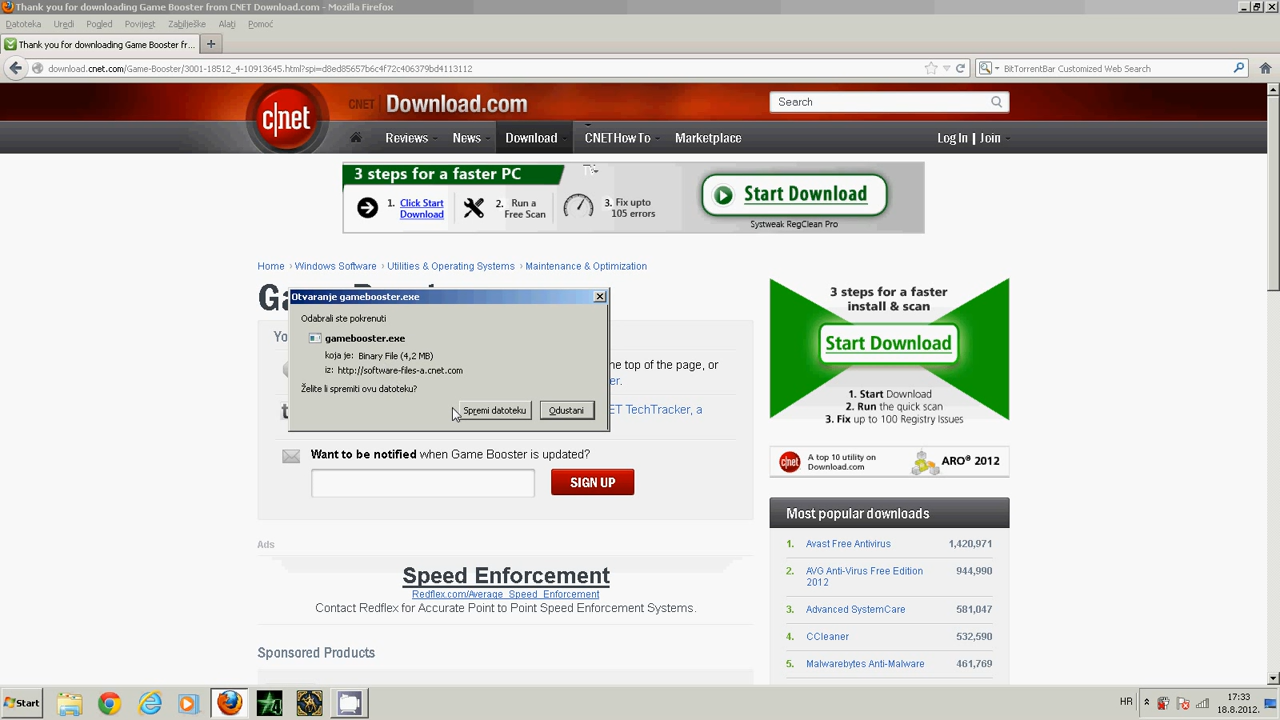 Thank you for downloading Game Booster from CNET Download.com - Mozilla Firefox
Datoteka Uredi Pogled Povijest Zabilješke Alati Pomoć
Thank you for downloading Game Booster fr...
download.cnet.com/Game-Booster/3001-18512_4-10913645.html?spi=d8ed85657b6c4f72c406379bd4113112
BitTorrentBar Customized Web Search
c|net
CNET Download.com
Search
Reviews News Download CNET How To Marketplace
Log In | Join
3 steps for a faster PC
1. Click Start Download
2. Run a Free Scan
3. Fix upto 105 errors
Start Download
Systweak RegClean Pro
Home › Windows Software › Utilities & Operating Systems › Maintenance & Optimization
Otvaranje gamebooster.exe
Odabrali ste pokrenuti
gamebooster.exe
koja je: Binary File (4,2 MB)
iz: http://software-files-a.cnet.com
Želite li spremiti ovu datoteku?
Spremi datoteku Odustani
the top of the page, or
er.
ET TechTracker, a
Want to be notified when Game Booster is updated?
SIGN UP
Ads
Speed Enforcement
Redflex.com/Average_Speed_Enforcement
Contact Redflex for Accurate Point to Point Speed Enforcement Systems.
Sponsored Products
3 steps for a faster
install & scan
Start Download
1. Start Download
2. Run the quick scan
3. Fix up to 100 Registry Issues
c|net
A top 10 utility on
Download.com
ARO® 2012
Most popular downloads
1. Avast Free Antivirus 1,420,971
2. AVG Anti-Virus Free Edition 944,990
2012
3. Advanced SystemCare 581,047
4. CCleaner 532,590
5. Malwarebytes Anti-Malware 461,769
Start
HR
17:33
18.8.2012.